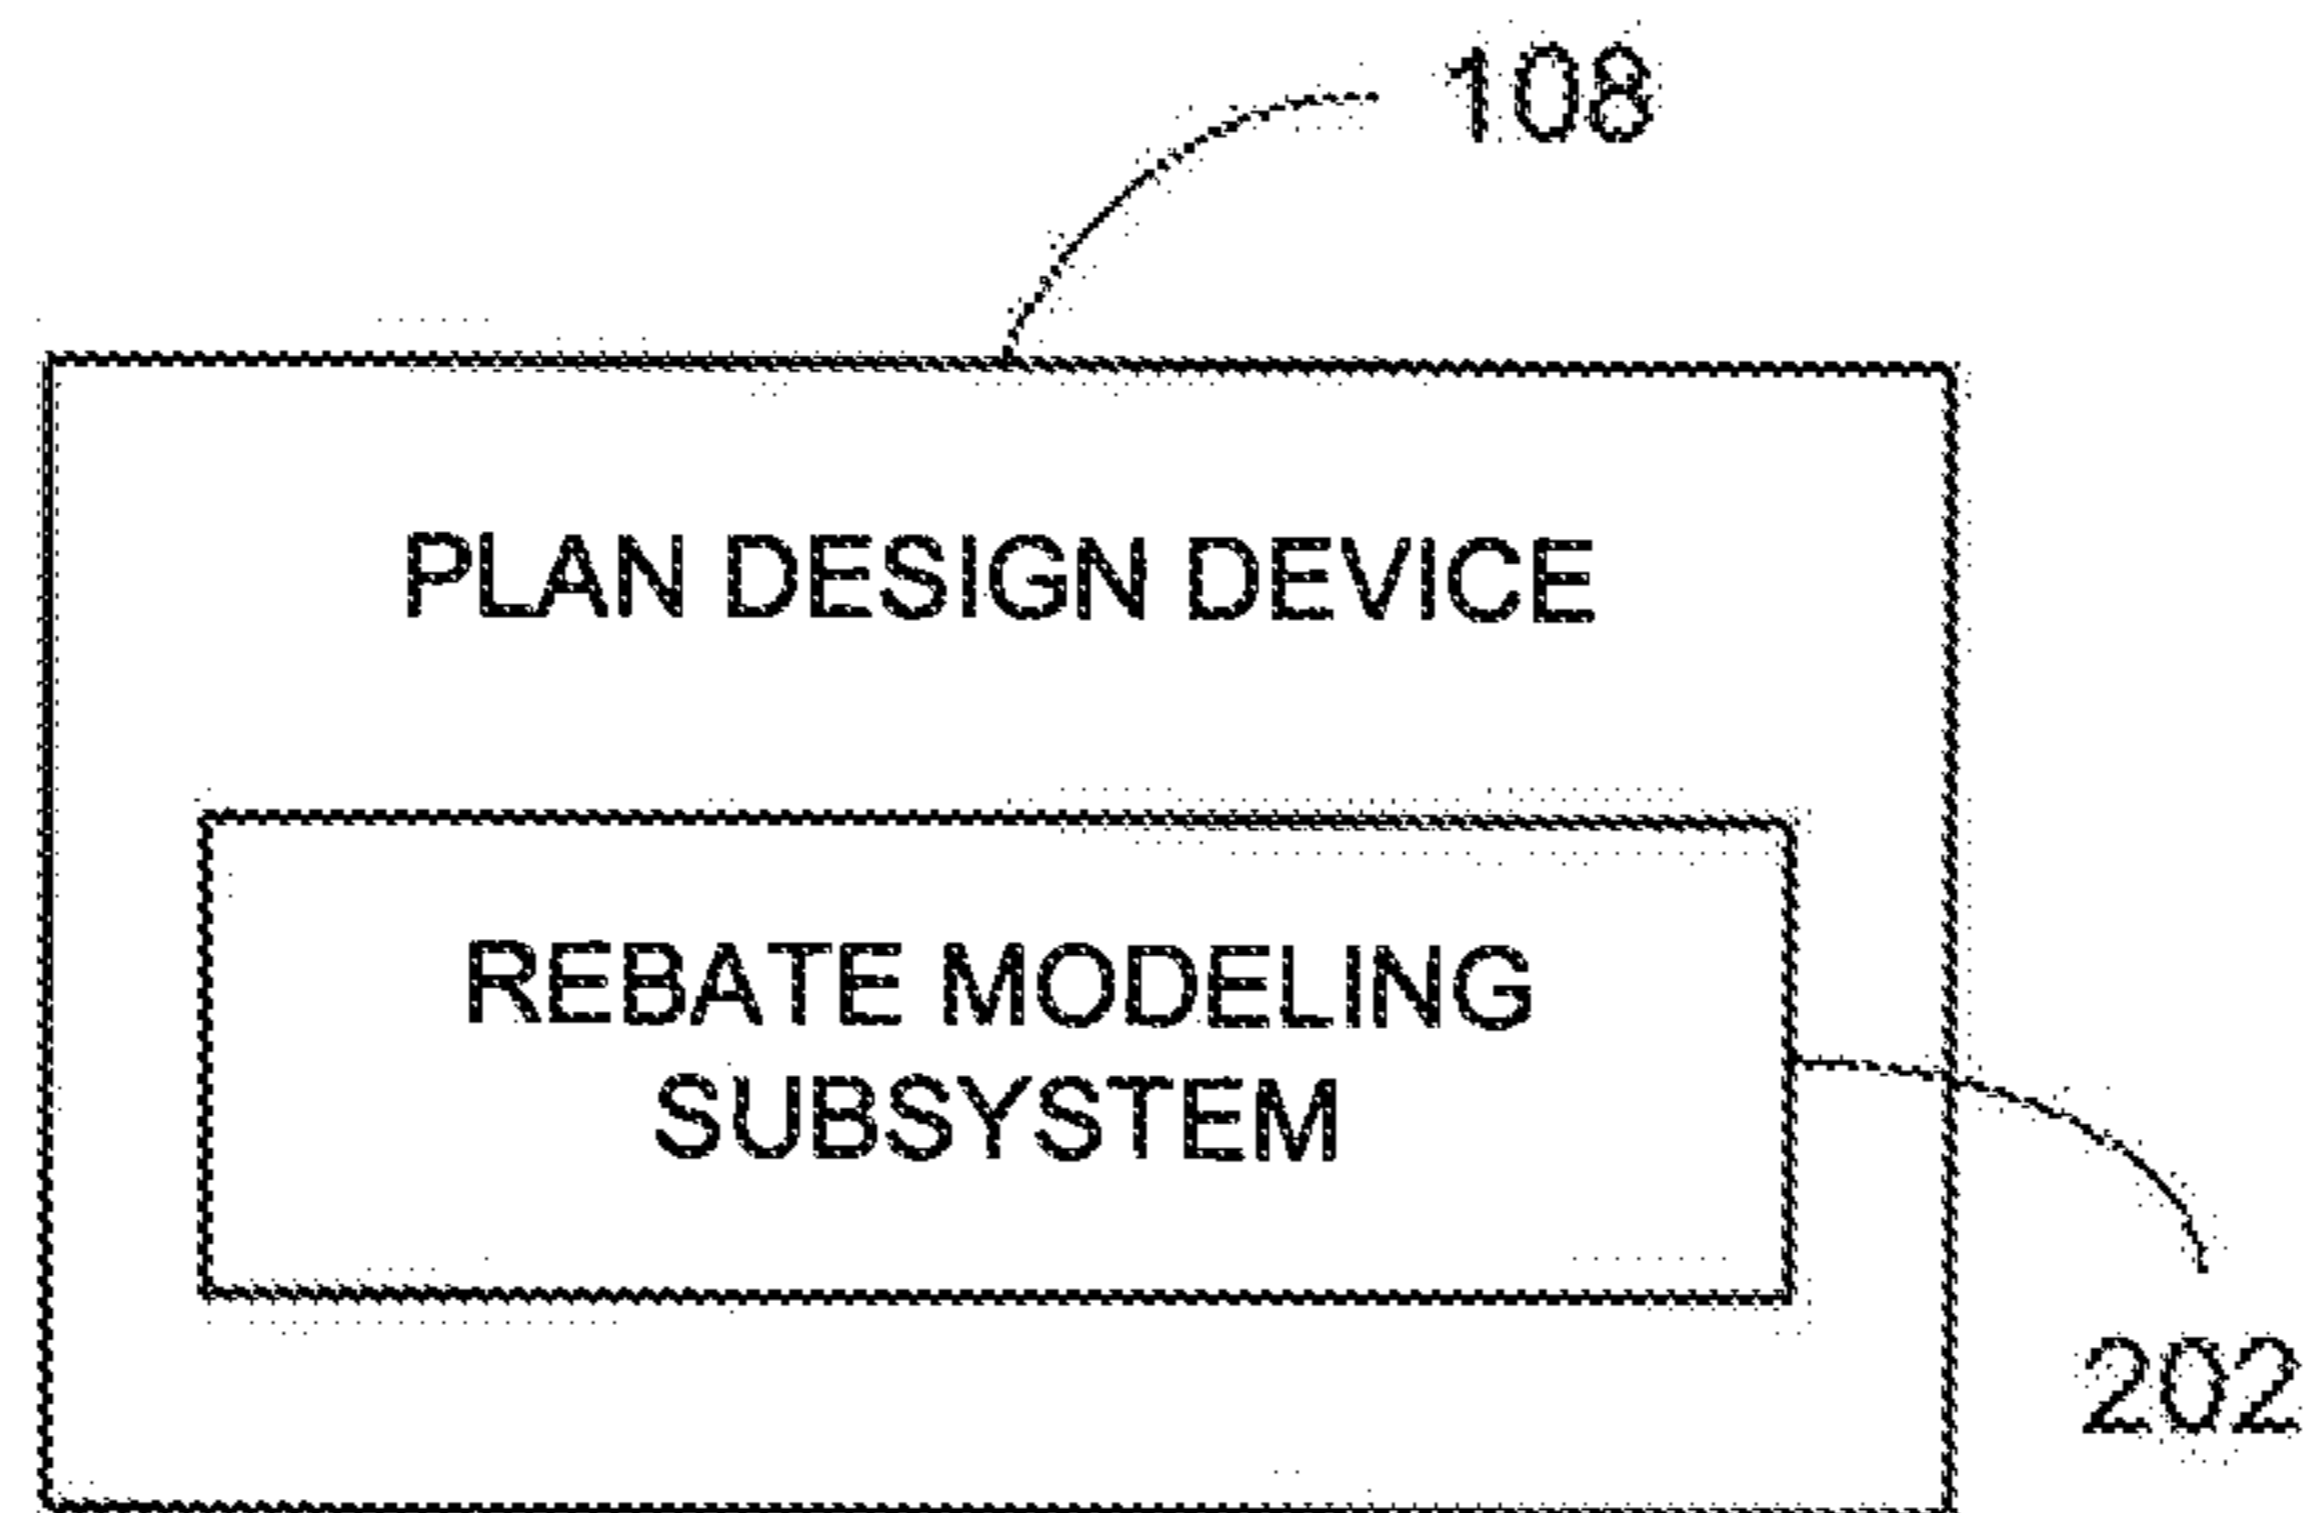 108
PLAN DESIGN DEVICE
REBATE MODELING
SUBSYSTEM
202